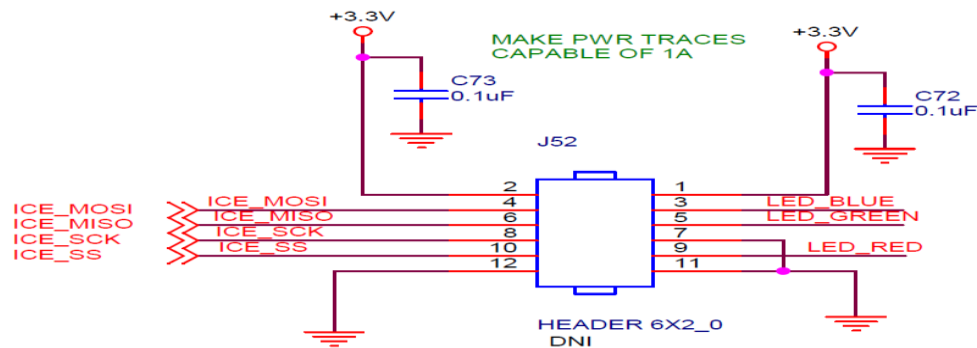 +3.3V
+3.3V
MAKE PWR TRACES
CAPABLE OF 1A
C73
0.1uF
C72
0.1uF
J52
2
1
ICE_MOSI
ICE_MOSI
4
3
LED_BLUE
ICE_MISO
ICE_MISO
6
5
LED_GREEN
ICE_SCK
ICE_SCK
8
7
ICE_SS
ICE_SS
10
9
LED_RED
12
11
HEADER 6X2_0
DNI